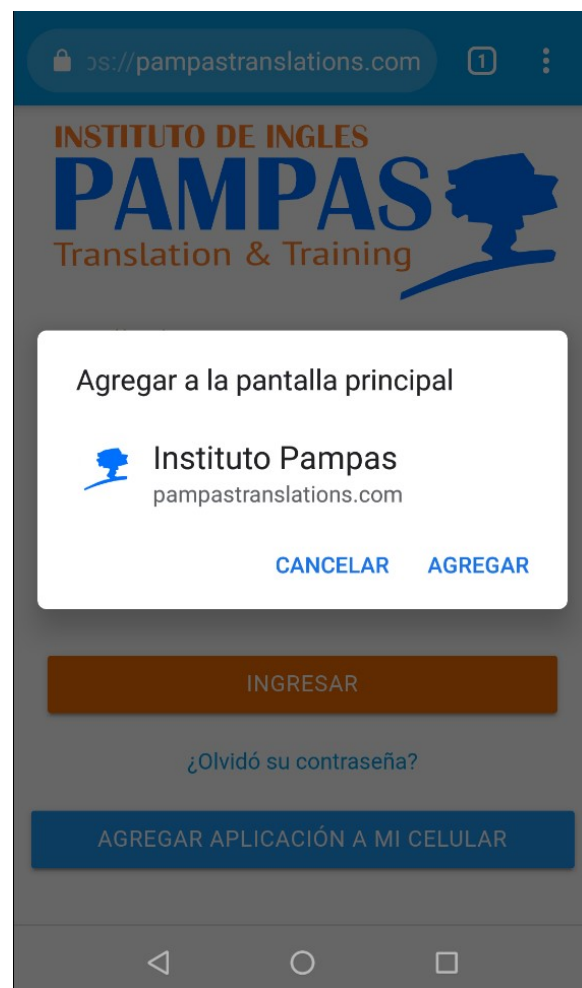 ps://pampastranslations.com 1
INSTITUTO DE INGLES
PAMPAS
Translation & Training
Agregar a la pantalla principal
Instituto Pampas
pampastranslations.com
CANCELAR AGREGAR
INGRESAR
¿Olvidó su contraseña?
AGREGAR APLICACIÓN A MI CELULAR